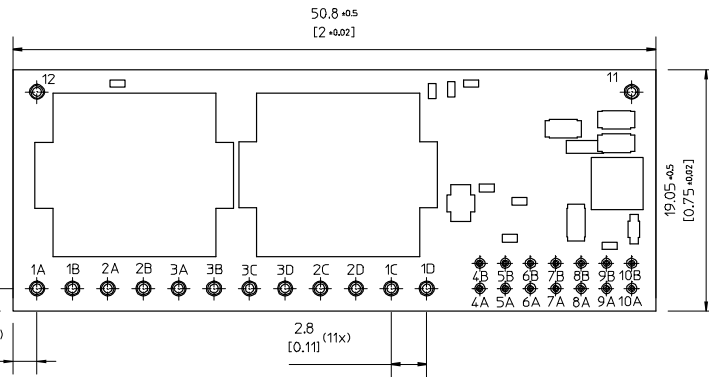 50.8 ±0.5
[2 ±0.02]
12
11
19.05 ±0.5
[0.75 ±0.02]
1A 1B 2A 2B 3A 3B 3C 3D 2C 2D 1C 1D
4B 5B 6B 7B 8B 9B 10B
4A 5A 6A 7A 8A 9A 10A
2.8 (11x)
[0.11]
)